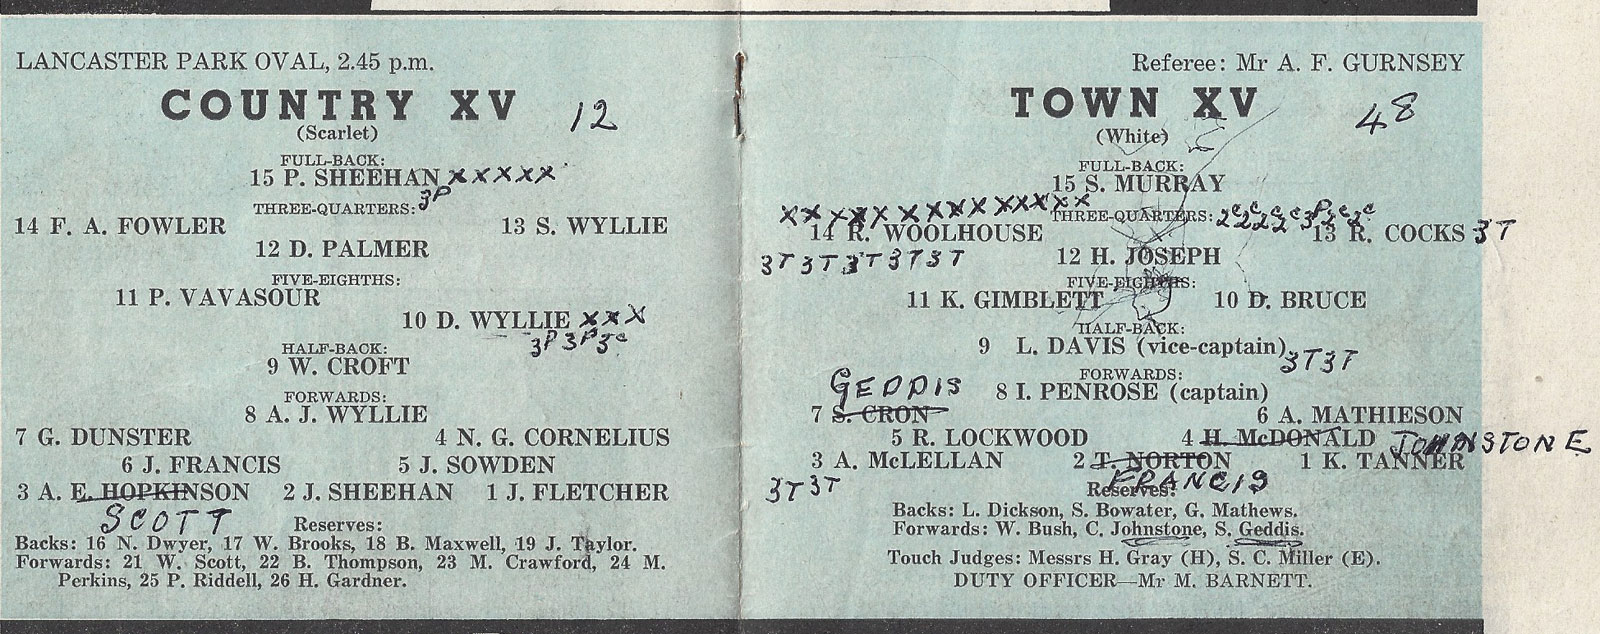 LANCASTER PARK OVAL, 2.45 p.m.
COUNTRY XV 12
(Scarlet)
FULL-BACK:
15 P. SHEEHAN x x x x x
3P
THREE-QUARTERS:
14 F. A. FOWLER 13 S. WYLLIE
12 D. PALMER
FIVE-EIGHTHS:
11 P. VAVASOUR
10 D. WYLLIE x x x
3P 3P 3c
HALF-BACK:
9 W. CROFT
FORWARDS:
8 A. J. WYLLIE
7 G. DUNSTER 4 N. G. CORNELIUS
6 J. FRANCIS 5 J. SOWDEN
3 A. E. HOPKINSON 2 J. SHEEHAN 1 J. FLETCHER
SCOTT
Reserves:
Backs: 16 N. Dwyer, 17 W. Brooks, 18 B. Maxwell, 19 J. Taylor.
Forwards: 21 W. Scott, 22 B. Thompson, 23 M. Crawford, 24 M.
Perkins, 25 P. Riddell, 26 H. Gardner.
Referee: Mr A. F. GURNSEY
TOWN XV 48
(White)
FULL-BACK:
15 S. MURRAY
THREE-QUARTERS:
14 R. WOOLHOUSE 13 R. COCKS 3T
3T 3T 3T 3T 3T 12 H. JOSEPH
FIVE-EIGHTHS:
11 K. GIMBLETT 10 D. BRUCE
HALF-BACK:
9 L. DAVIS (vice-captain) 3T 3T
FORWARDS:
GEDDIS 8 I. PENROSE (captain)
7 S. CRON 6 A. MATHIESON
5 R. LOCKWOOD 4 H. McDONALD JOHNSTONE
3 A. McLELLAN 2 T. NORTON 1 K. TANNER
3T 3T FRANCIS
Reserves:
Backs: L. Dickson, S. Bowater, G. Mathews.
Forwards: W. Bush, C. Johnstone, S. Geddis.
Touch Judges: Messrs H. Gray (H), S. C. Miller (E).
DUTY OFFICER—Mr M. BARNETT.